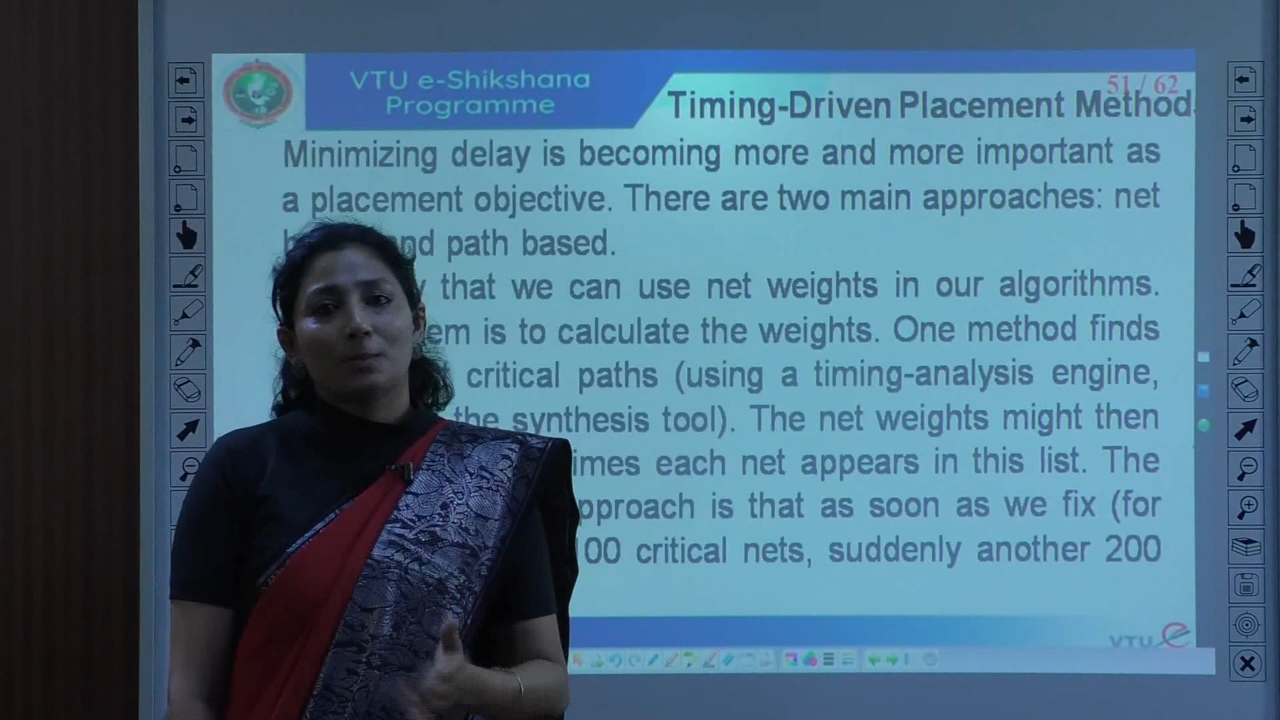 VTU e-Shikshana
Programme
51 / 62
Timing-Driven Placement Method
Minimizing delay is becoming more and more important as
a placement objective. There are two main approaches: net
and path based.
that we can use net weights in our algorithms.
is to calculate the weights. One method finds
critical paths (using a timing-analysis engine,
the synthesis tool). The net weights might then
times each net appears in this list. The
approach is that as soon as we fix (for
100 critical nets, suddenly another 200
VTU e